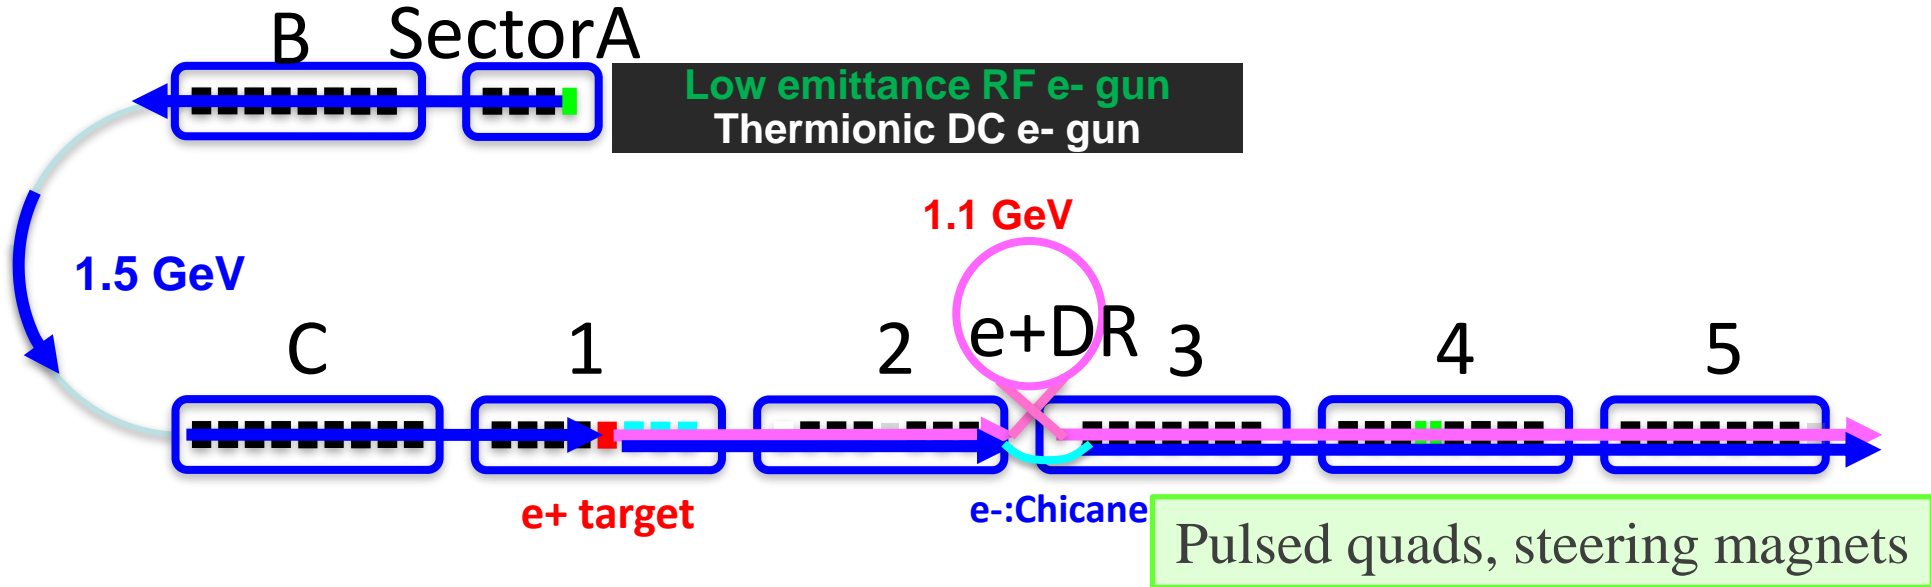 B SectorA
Low emittance RF e- gun
Thermionic DC e- gun
1.1 GeV
1.5 GeV
C 1 2 e+DR 3 4 5
e+ target
e-:Chicane
Pulsed quads, steering magnets